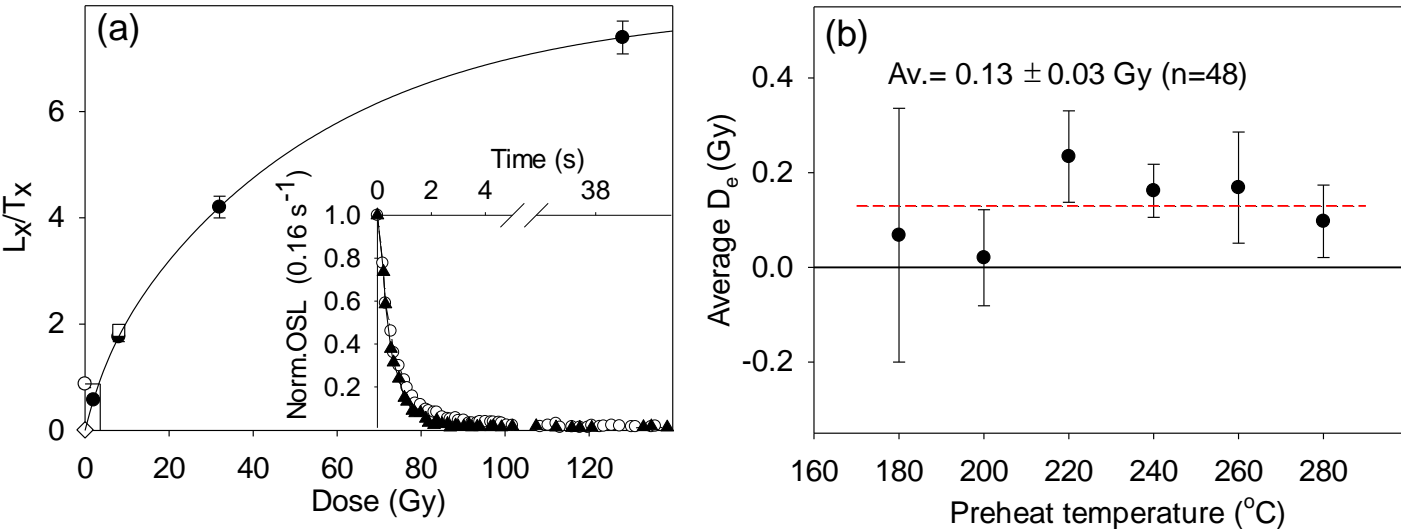 (a)
6
4
2
0
Lx/Tx
0 20 40 60 80 100 120
Dose (Gy)
Time (s)
0 2 4 38
1.0
0.8
0.6
0.4
0.2
Norm.OSL (0.16 s⁻¹)
(b)
Av.= 0.13 ± 0.03 Gy (n=48)
0.4
0.2
0.0
-0.2
Average De (Gy)
160 180 200 220 240 260 280
Preheat temperature (°C)